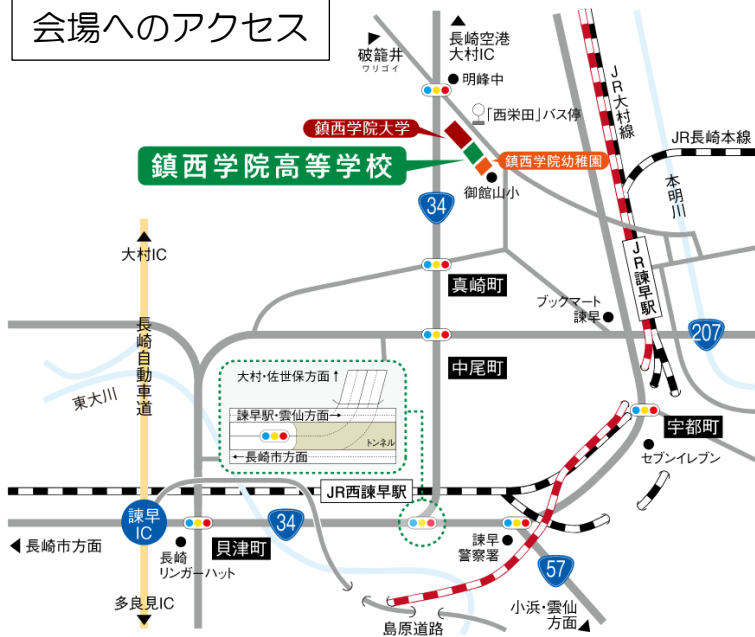 会場へのアクセス
長崎空港
大村IC
破籠井
ワリゴイ
明峰中
「西栄田」バス停
鎮西学院大学
鎮西学院高等学校
鎮西学院幼稚園
御館山小
34
JR大村線
JR長崎本線
本明川
JR諫早駅
大村IC
真崎町
ブックマート
諫早
207
長崎自動車道
中尾町
大村・佐世保方面↑
諫早駅・雲仙方面→
トンネル
←長崎市方面
東大川
宇都町
セブンイレブン
JR西諫早駅
諫早
IC
34
長崎市方面
貝津町
長崎
リンガーハット
諫早
警察署
57
多良見IC
島原道路
小浜・雲仙
方面